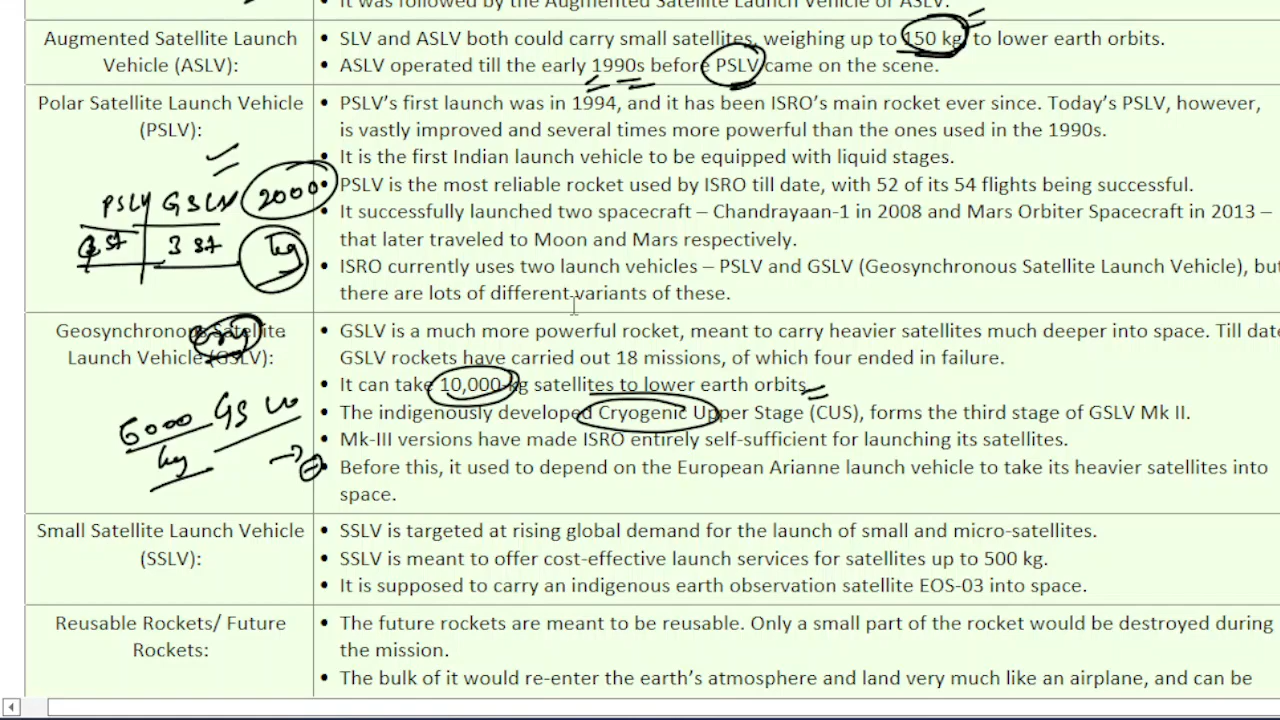 It was followed by the Augmented Satellite Launch Vehicle or ASLV.
Augmented Satellite Launch Vehicle (ASLV):
• SLV and ASLV both could carry small satellites, weighing up to 150 kg, to lower earth orbits.
• ASLV operated till the early 1990s before PSLV came on the scene.
Polar Satellite Launch Vehicle (PSLV):
• PSLV's first launch was in 1994, and it has been ISRO's main rocket ever since. Today's PSLV, however,
is vastly improved and several times more powerful than the ones used in the 1990s.
• It is the first Indian launch vehicle to be equipped with liquid stages.
• PSLV is the most reliable rocket used by ISRO till date, with 52 of its 54 flights being successful.
• It successfully launched two spacecraft – Chandrayaan-1 in 2008 and Mars Orbiter Spacecraft in 2013 –
that later traveled to Moon and Mars respectively.
• ISRO currently uses two launch vehicles – PSLV and GSLV (Geosynchronous Satellite Launch Vehicle), but
there are lots of different variants of these.
PSLV GSLV 2000
3 st kg
Geosynchronous Satellite
Launch Vehicle (GSLV):
• GSLV is a much more powerful rocket, meant to carry heavier satellites much deeper into space. Till date
GSLV rockets have carried out 18 missions, of which four ended in failure.
• It can take 10,000-kg satellites to lower earth orbits.
• The indigenously developed Cryogenic Upper Stage (CUS), forms the third stage of GSLV Mk II.
• Mk-III versions have made ISRO entirely self-sufficient for launching its satellites.
• Before this, it used to depend on the European Arianne launch vehicle to take its heavier satellites into
space.
6000
kg
Small Satellite Launch Vehicle
(SSLV):
• SSLV is targeted at rising global demand for the launch of small and micro-satellites.
• SSLV is meant to offer cost-effective launch services for satellites up to 500 kg.
• It is supposed to carry an indigenous earth observation satellite EOS-03 into space.
Reusable Rockets/ Future
Rockets:
• The future rockets are meant to be reusable. Only a small part of the rocket would be destroyed during
the mission.
• The bulk of it would re-enter the earth's atmosphere and land very much like an airplane, and can be